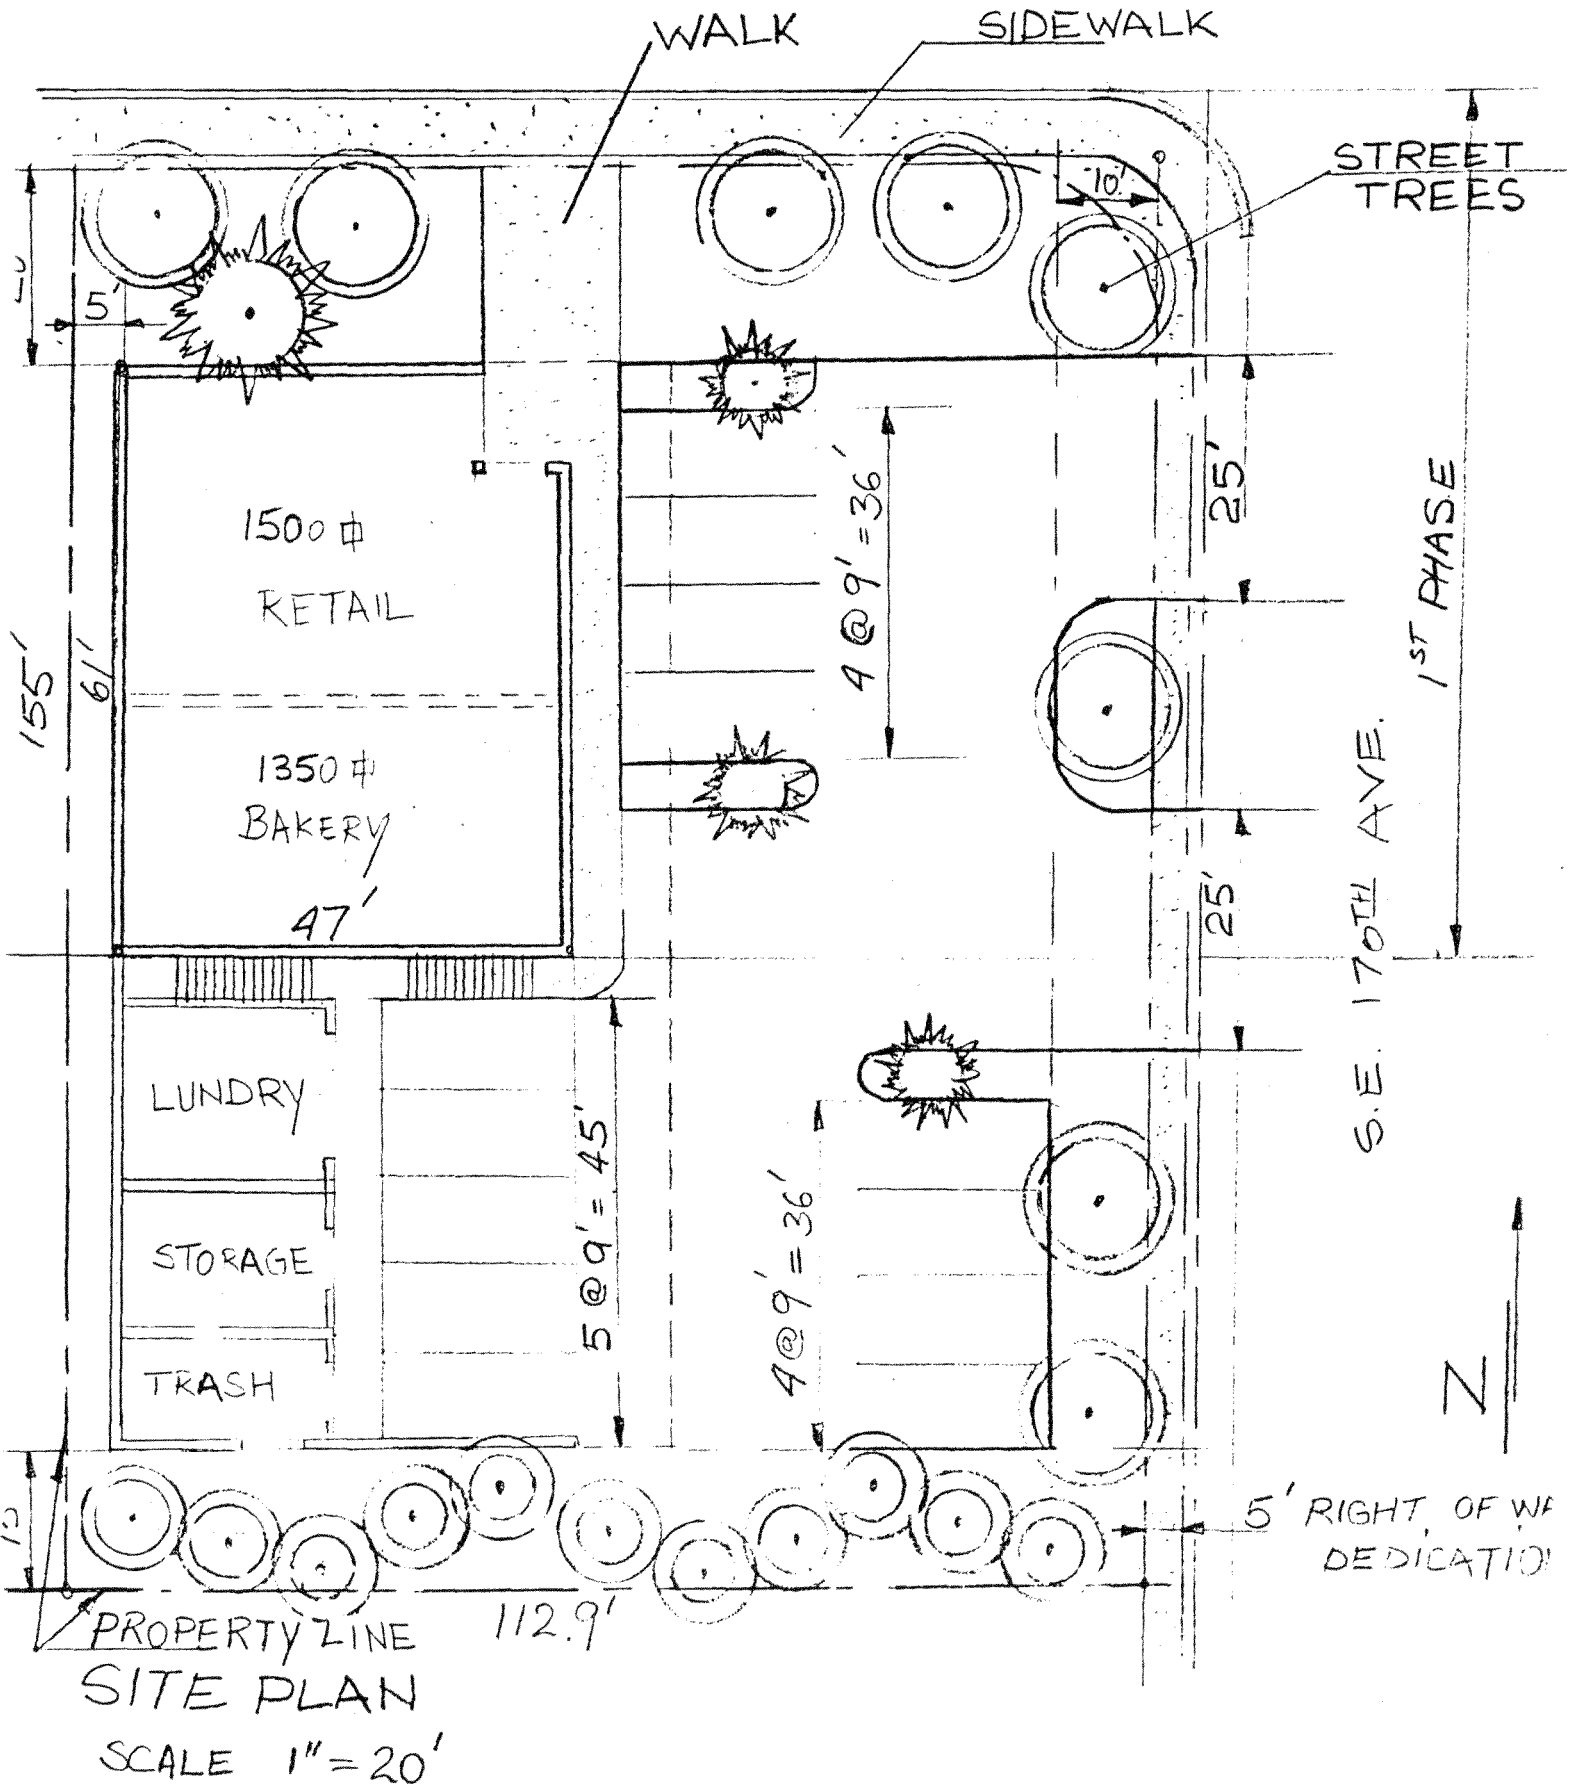 WALK
SIDEWALK
STREET
TREES
10'
5'
25'
1500 ⌷
RETAIL
4 @ 9' = 36'
1ST PHASE
155'
61'
1350 ⌷
BAKERY
47'
25'
S.E. 170TH AVE.
LUNDRY
STORAGE
TRASH
5 @ 9' = 45'
4 @ 9' = 36'
N
5' RIGHT OF WA
DEDICATIO
PROPERTY LINE
112.9'
SITE PLAN
SCALE 1" = 20'